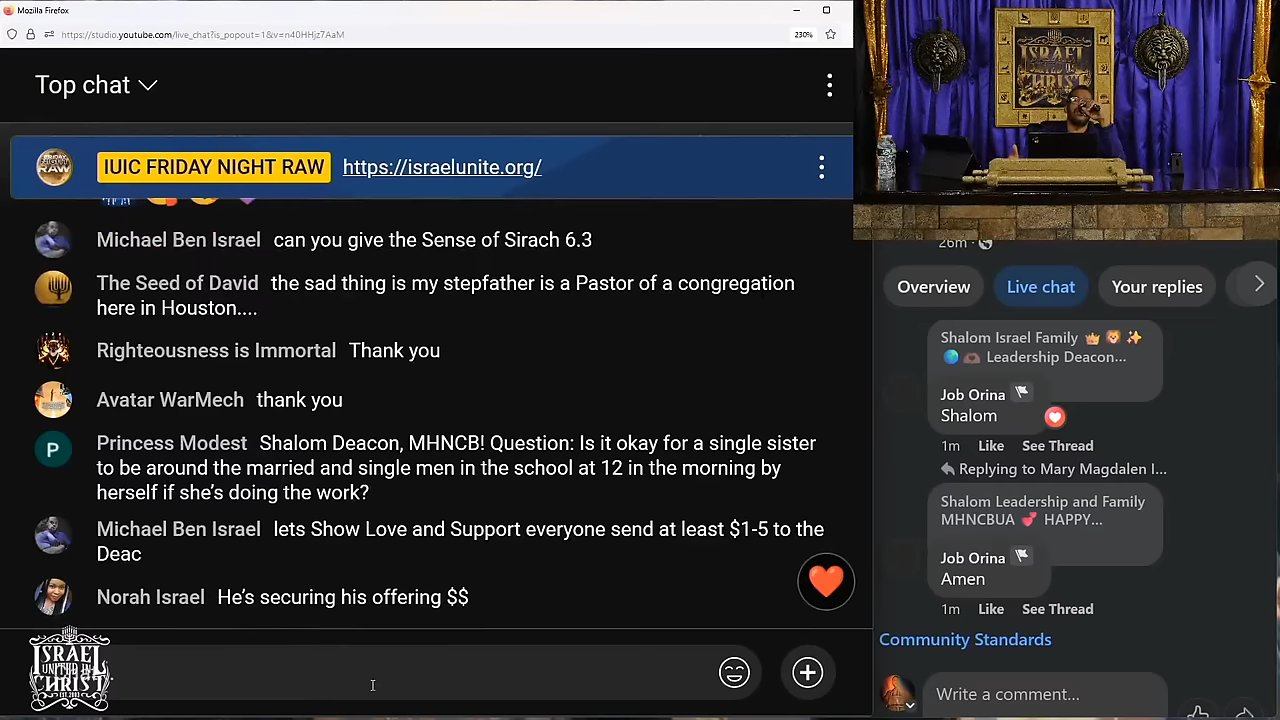 Mozilla Firefox
https://studio.youtube.com/live_chat?is_popout=1&v=n40HHjz7AaM
230%
Top chat
IUIC FRIDAY NIGHT RAW https://israelunite.org/
Michael Ben Israel can you give the Sense of Sirach 6.3
The Seed of David the sad thing is my stepfather is a Pastor of a congregation
here in Houston....
Righteousness is Immortal Thank you
Avatar WarMech thank you
Princess Modest Shalom Deacon, MHNCB! Question: Is it okay for a single sister
to be around the married and single men in the school at 12 in the morning by
herself if she's doing the work?
Michael Ben Israel lets Show Love and Support everyone send at least $1-5 to the
Deac
Norah Israel He's securing his offering $$
ISRAEL
UNITED IN
CHRIST
EST. 2003
ISRAEL
UNITED IN
CHRIST
26m
Overview
Live chat
Your replies
Shalom Israel Family
Leadership Deacon...
Job Orina
Shalom
1m Like See Thread
Replying to Mary Magdalen I...
Shalom Leadership and Family
MHNCBUA HAPPY...
Job Orina
Amen
1m Like See Thread
Community Standards
Write a comment...